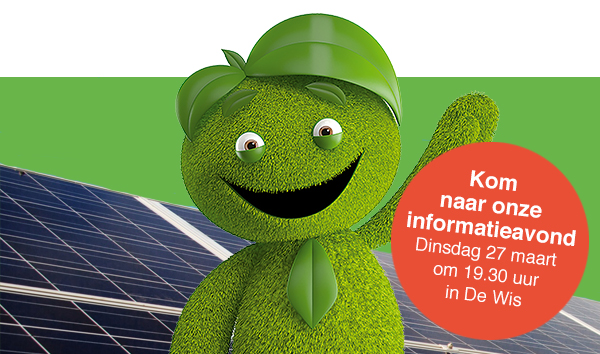 Kom
naar onze
informatieavond
Dinsdag 27 maart
om 19.30 uur
in De Wis